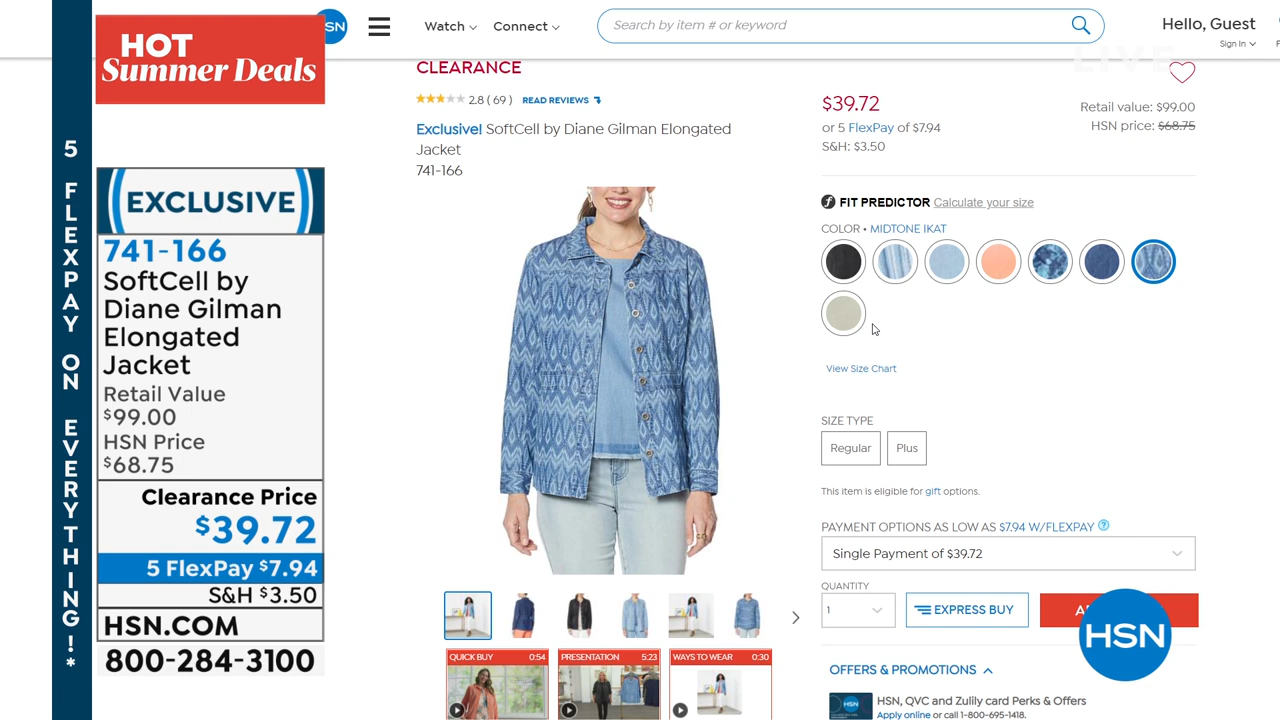 HOT
Summer Deals
5 FLEXPAY ON EVERYTHING!*
EXCLUSIVE
741-166
SoftCell by
Diane Gilman
Elongated
Jacket
Retail Value
$99.00
HSN Price
$68.75
Clearance Price
$39.72
5 FlexPay $7.94
S&H $3.50
HSN.COM
800-284-3100
SN
Watch
Connect
Search by item # or keyword
Hello, Guest
Sign In
LIVE
CLEARANCE
2.8 ( 69 ) READ REVIEWS
Exclusive! SoftCell by Diane Gilman Elongated
Jacket
741-166
$39.72
or 5 FlexPay of $7.94
S&H: $3.50
Retail value: $99.00
HSN price: $68.75
FIT PREDICTOR Calculate your size
COLOR • MIDTONE IKAT
View Size Chart
SIZE TYPE
Regular
Plus
This item is eligible for gift options.
PAYMENT OPTIONS AS LOW AS $7.94 W/FLEXPAY ?
Single Payment of $39.72
QUANTITY
1
EXPRESS BUY
A
HSN
QUICK BUY 0:54
PRESENTATION 5:23
WAYS TO WEAR 0:30
OFFERS & PROMOTIONS
HSN
HSN, QVC and Zulily card Perks & Offers
Apply online or call 1-800-695-1418.